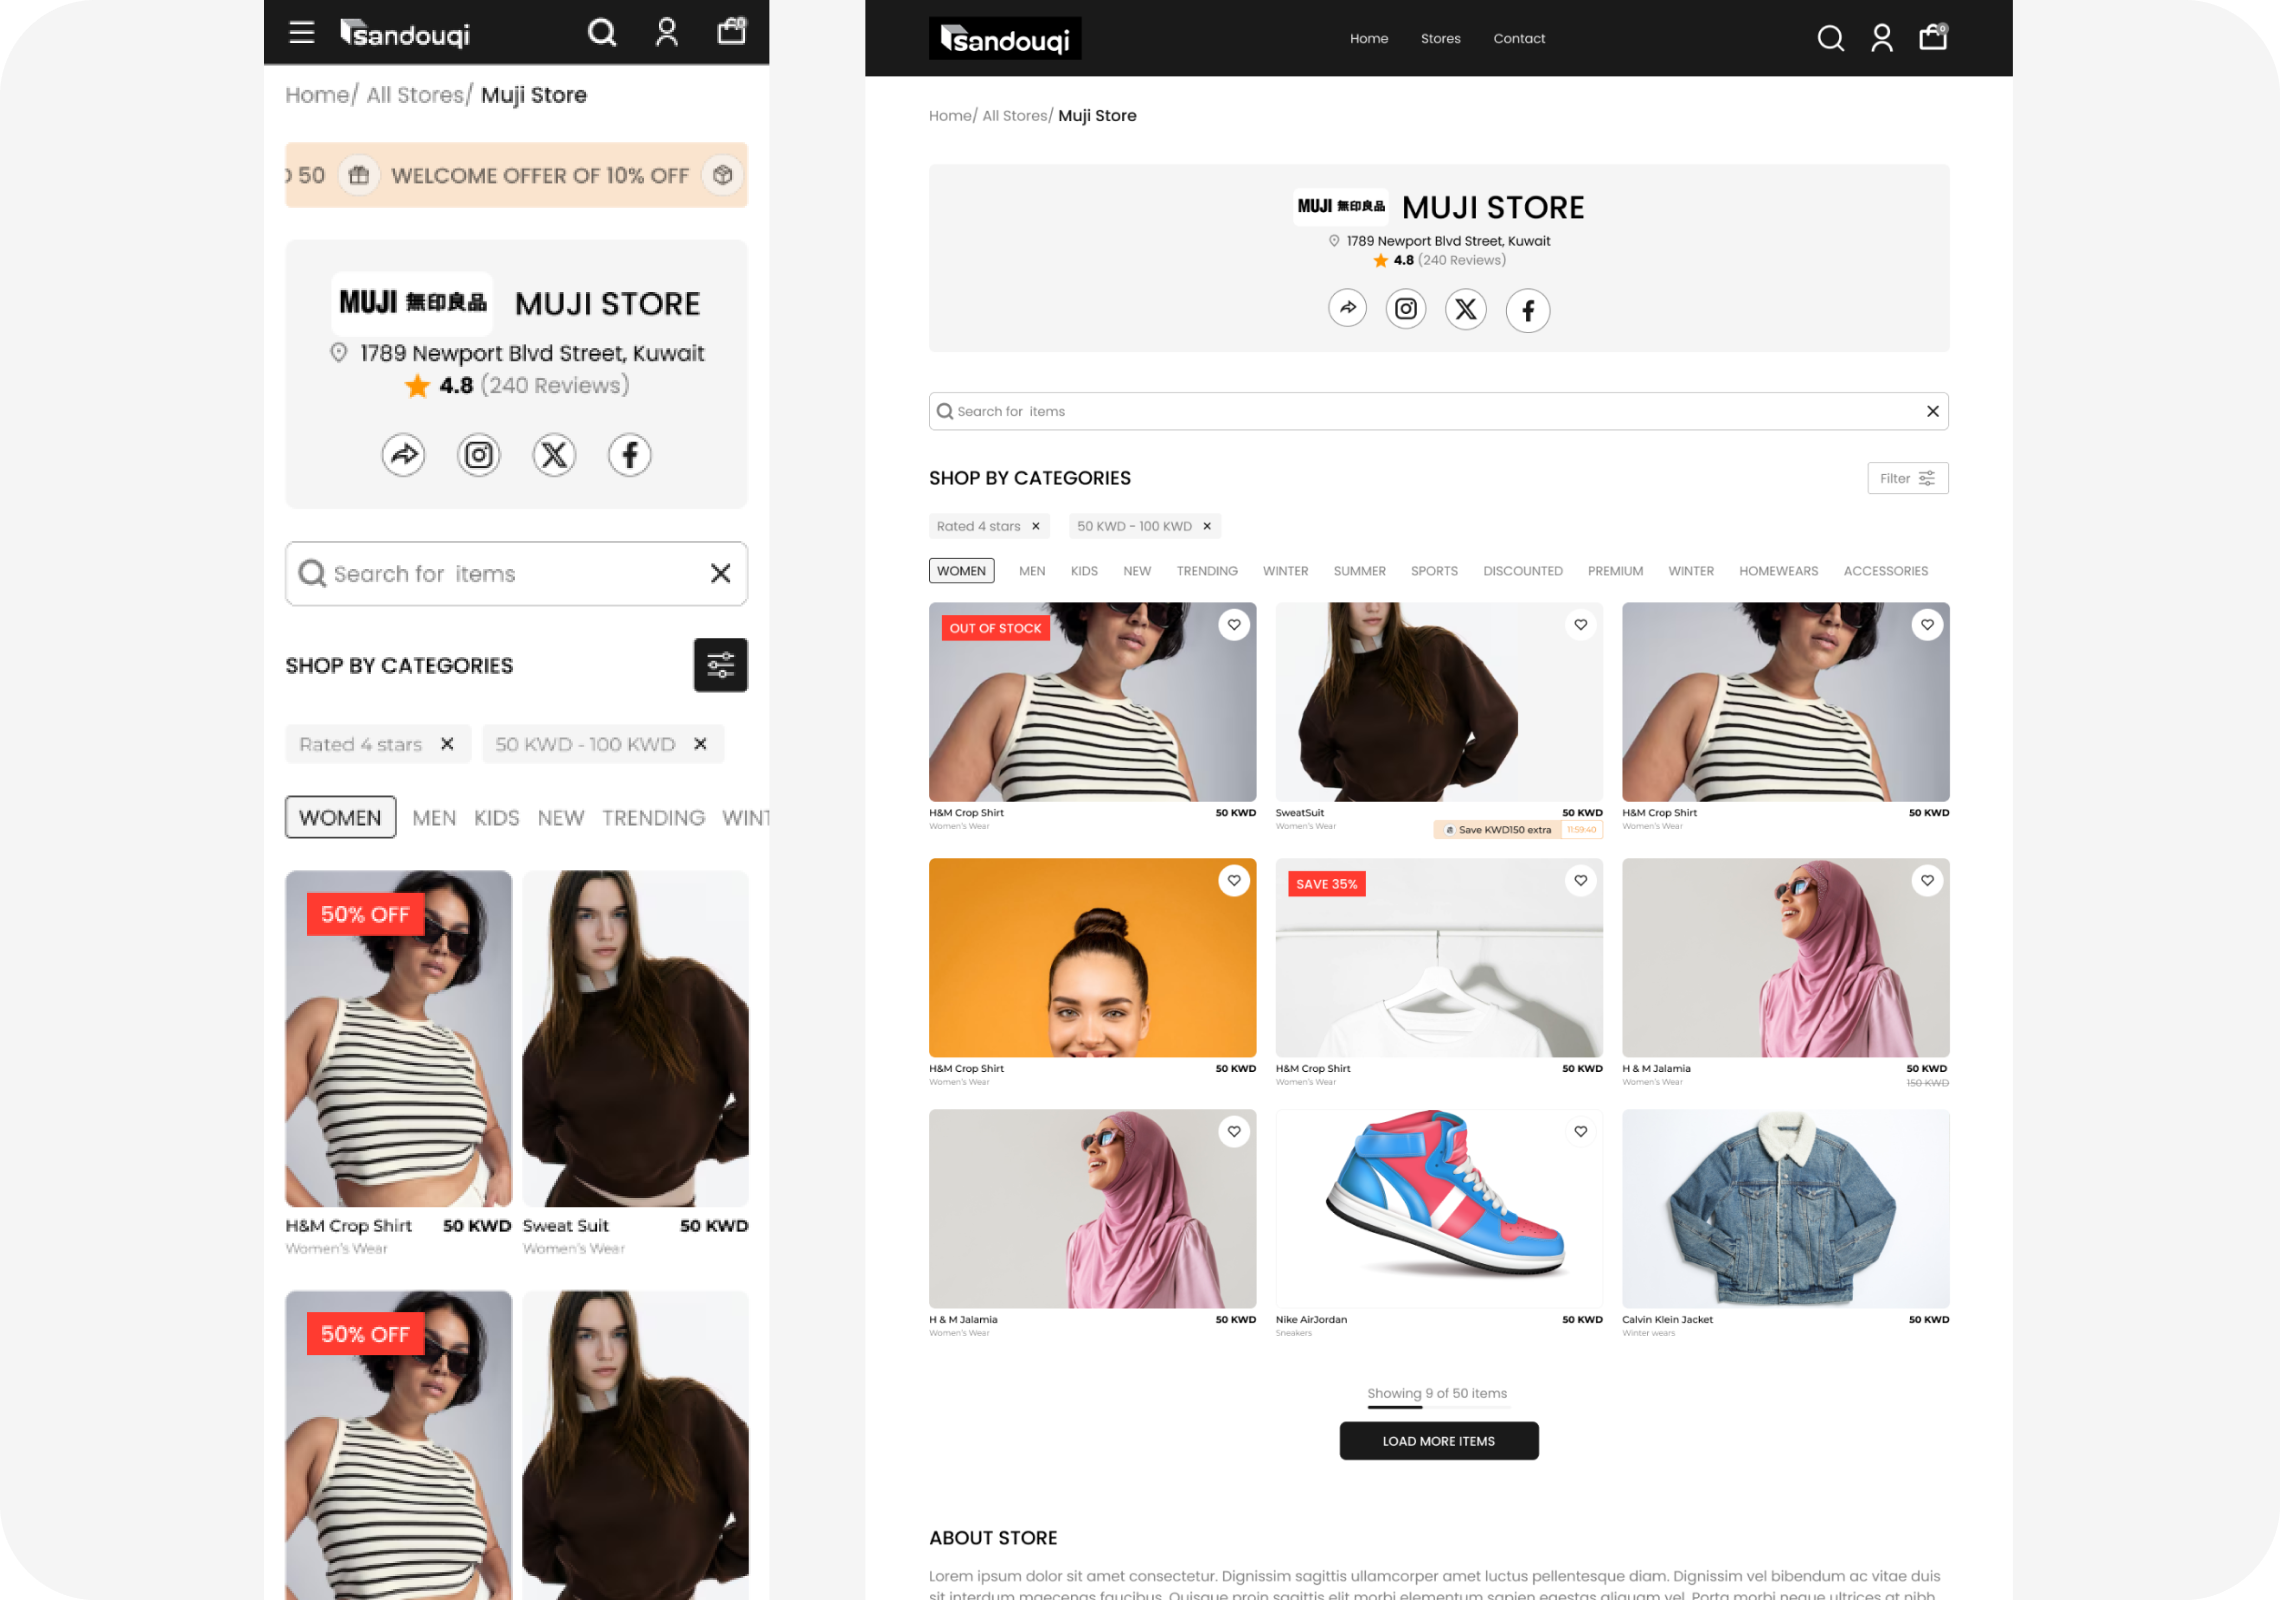 sandouqi
0
Home/ All Stores/ Muji Store
50
WELCOME OFFER OF 10% OFF
MUJI 無印良品
MUJI STORE
1789 Newport Blvd Street, Kuwait
4.8 (240 Reviews)
Search for items
SHOP BY CATEGORIES
Rated 4 stars
50 KWD - 100 KWD
WOMEN MEN KIDS NEW TRENDING WINT
50% OFF
H&M Crop Shirt 50 KWD
Women's Wear
Sweat Suit 50 KWD
Women's Wear
50% OFF
sandouqi
Home Stores Contact
0
Home/ All Stores/ Muji Store
MUJI 無印良品
MUJI STORE
1789 Newport Blvd Street, Kuwait
4.8 (240 Reviews)
Search for items
SHOP BY CATEGORIES
Filter
Rated 4 stars
50 KWD - 100 KWD
WOMEN MEN KIDS NEW TRENDING WINTER SUMMER SPORTS DISCOUNTED PREMIUM WINTER HOMEWEARS ACCESSORIES
OUT OF STOCK
H&M Crop Shirt 50 KWD
Women's Wear
SweatSuit 50 KWD
Women's Wear
Save KWD150 extra 11:59:40
H&M Crop Shirt 50 KWD
Women's Wear
H&M Crop Shirt 50 KWD
Women's Wear
SAVE 35%
H&M Crop Shirt 50 KWD
Women's Wear
H & M Jalamia 50 KWD
Women's Wear 150 KWD
H & M Jalamia 50 KWD
Women's Wear
Nike AirJordan 50 KWD
Sneakers
Calvin Klein Jacket 50 KWD
Winter wears
Showing 9 of 50 items
LOAD MORE ITEMS
ABOUT STORE
Lorem ipsum dolor sit amet consectetur. Dignissim sagittis ullamcorper amet luctus pellentesque diam. Dignissim vel bibendum ac vitae duis
sit interdum maecenas faucibus. Quisque proin sagittis elit morbi elementum sapien egestas aliquam vel. Porta morbi neque ultrices at nibh